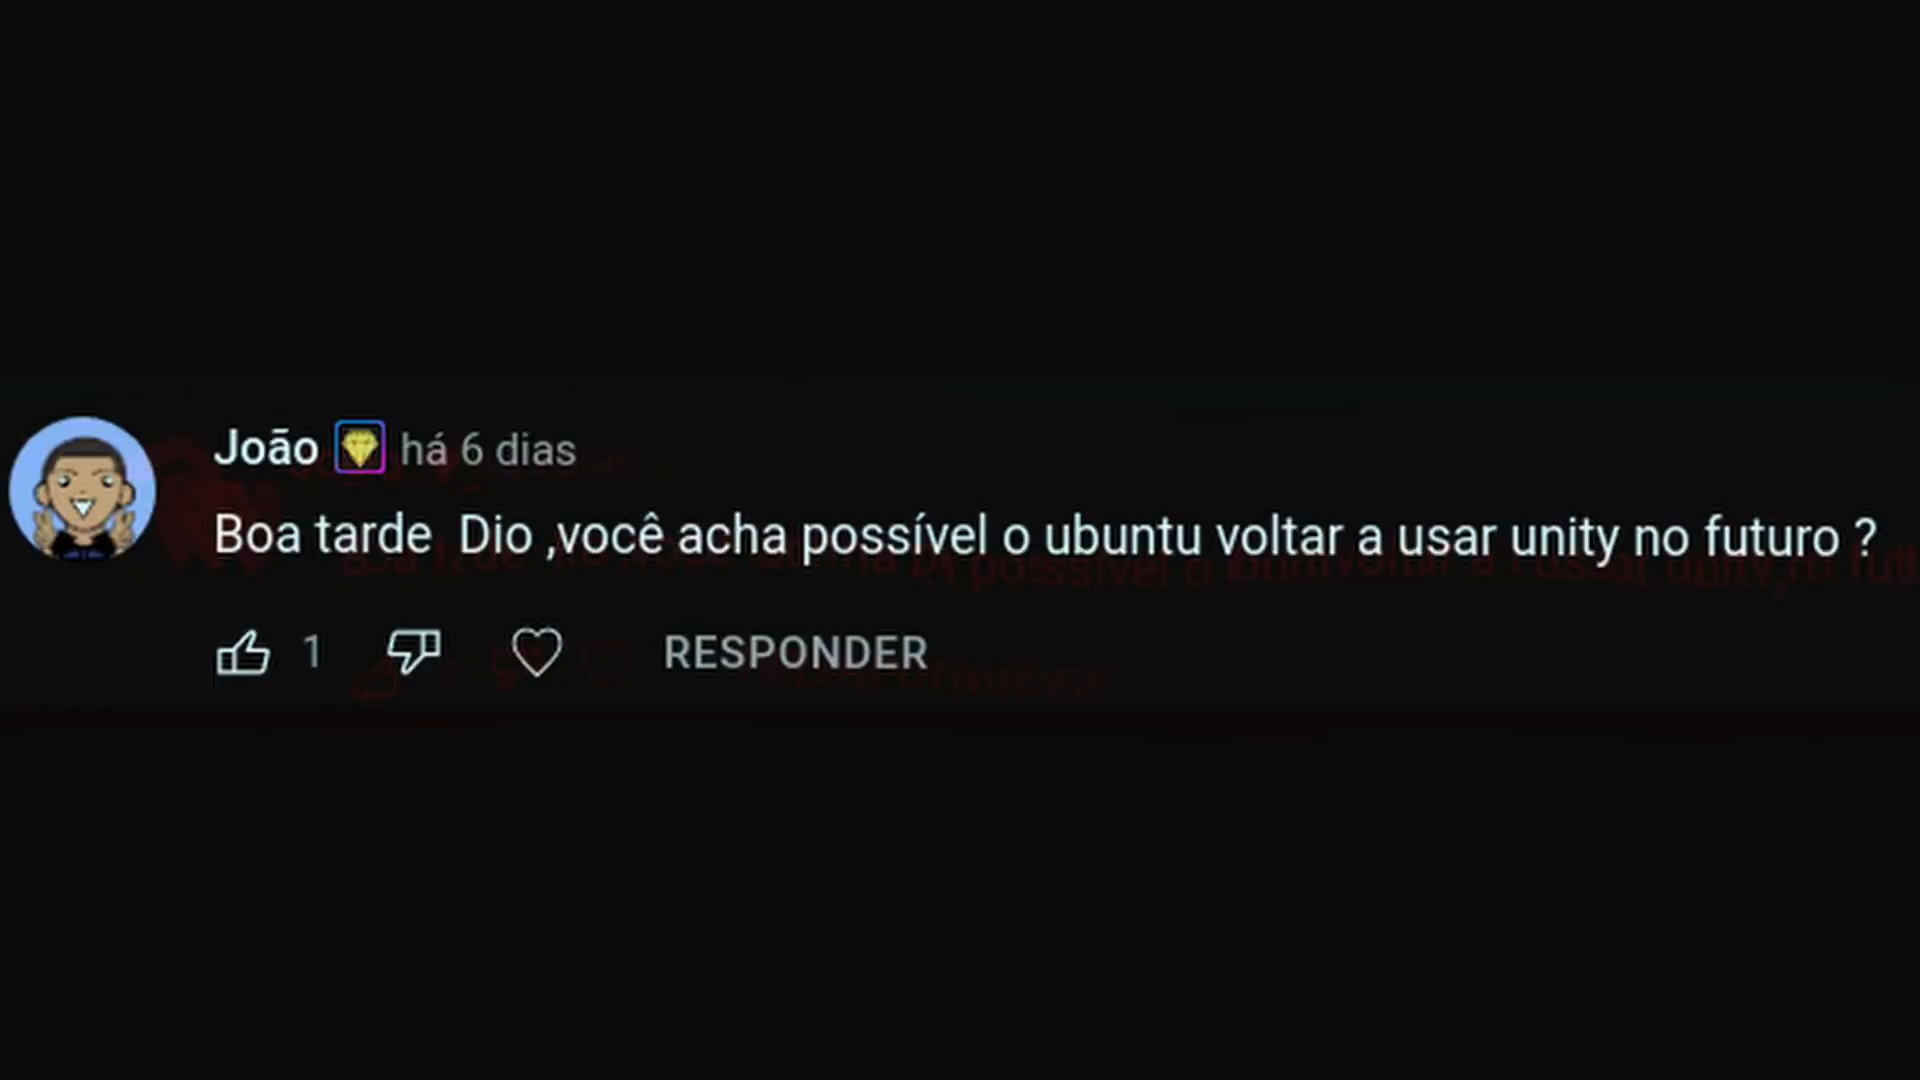 João há 6 dias
Boa tarde  Dio ,você acha possível o ubuntu voltar a usar unity no futuro ?
1 RESPONDER